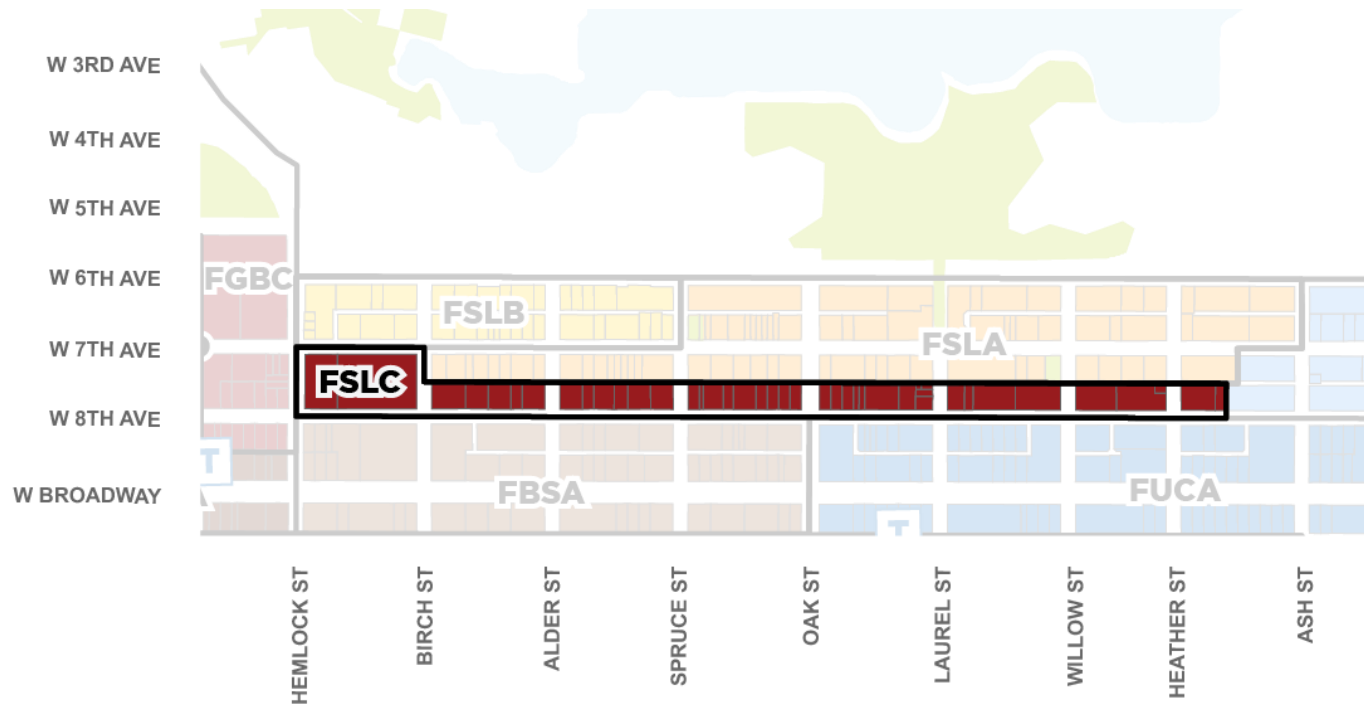 W 3RD AVE
W 4TH AVE
W 5TH AVE
W 6TH AVE
FGBC
FSLB
FSLA
W 7TH AVE
FSLC
W 8TH AVE
T
W BROADWAY
A
FBSA
FUCA
T
HEMLOCK ST
BIRCH ST
ALDER ST
SPRUCE ST
OAK ST
LAUREL ST
WILLOW ST
HEATHER ST
ASH ST